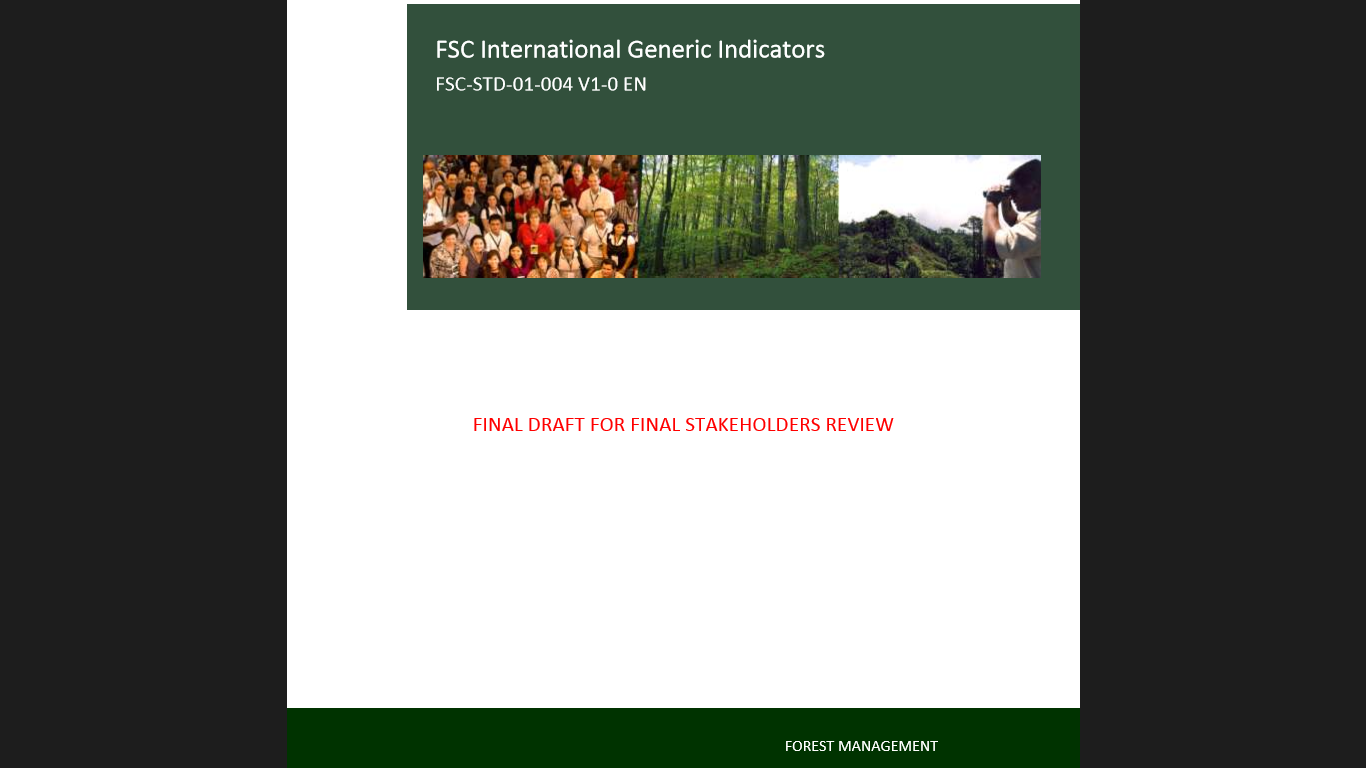 FSC International Generic Indicators
FSC-STD-01-004 V1-0 EN
FINAL DRAFT FOR FINAL STAKEHOLDERS REVIEW
FOREST MANAGEMENT